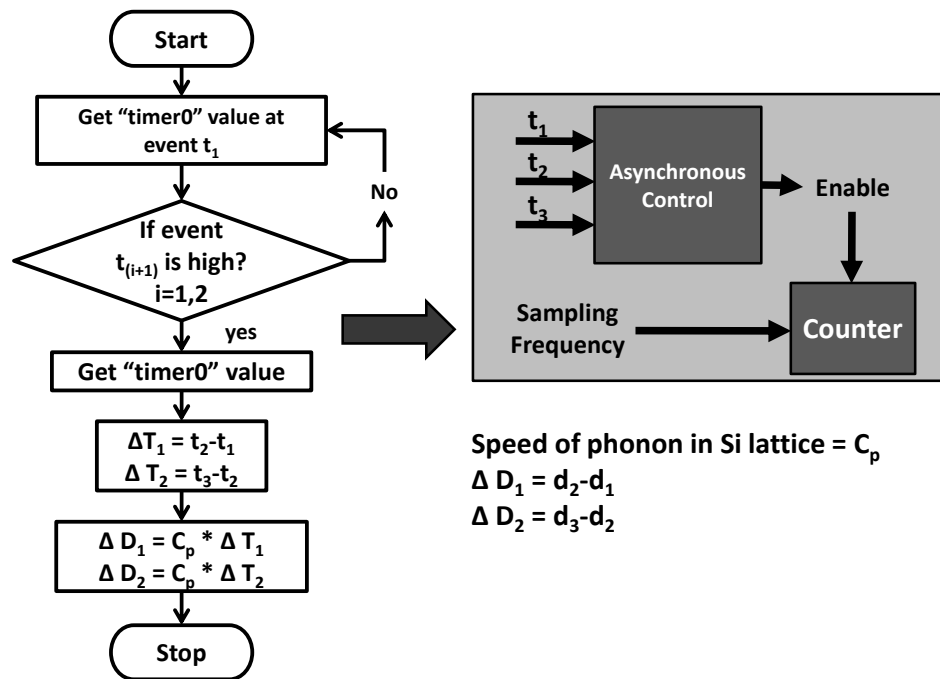 Start
Get “timer0” value at
event t₁
No
If event
t₍ᵢ₊₁₎ is high?
i=1,2
yes
Get “timer0” value
ΔT₁ = t₂-t₁
Δ T₂ = t₃-t₂
Δ D₁ = Cₚ * Δ T₁
Δ D₂ = Cₚ * Δ T₂
Stop
t₁
t₂
t₃
Asynchronous
Control
Enable
Sampling
Frequency
Counter
Speed of phonon in Si lattice = Cₚ
Δ D₁ = d₂-d₁
Δ D₂ = d₃-d₂